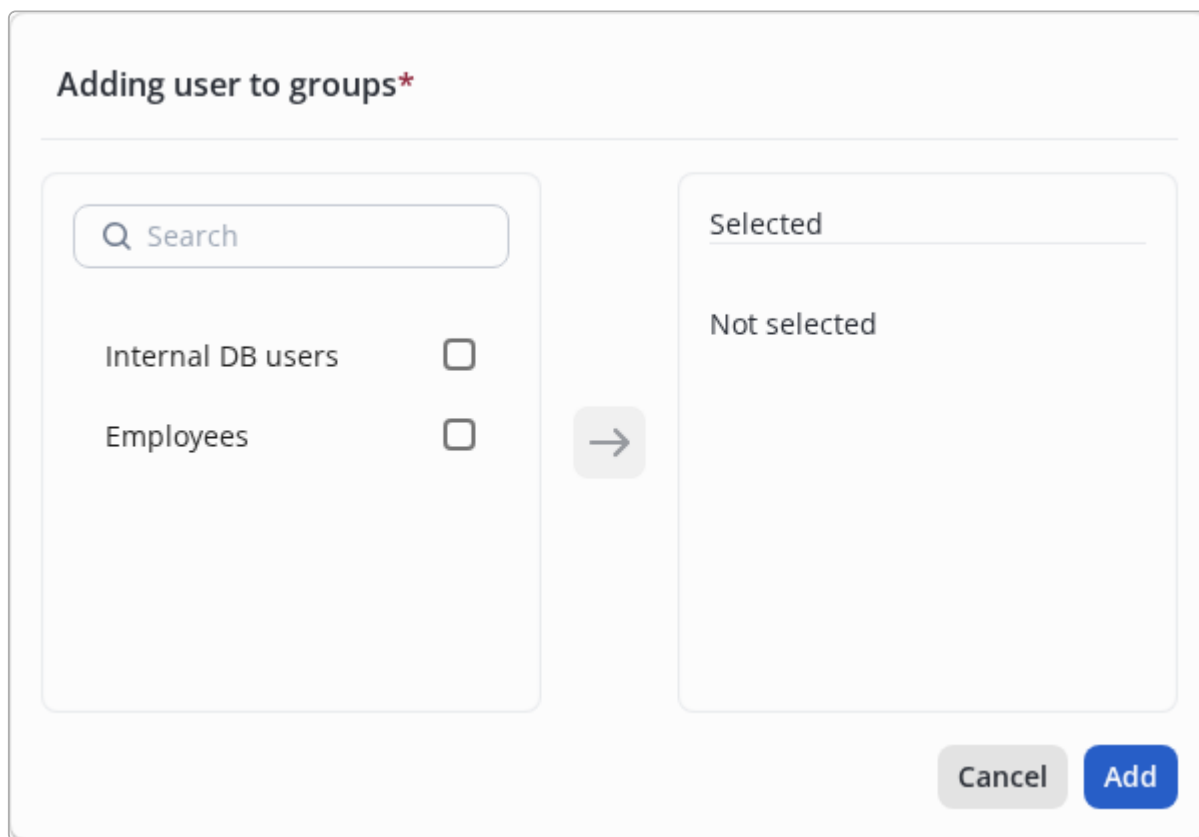 Adding user to groups*
Search
Internal DB users
Employees
Selected
Not selected
Cancel
Add